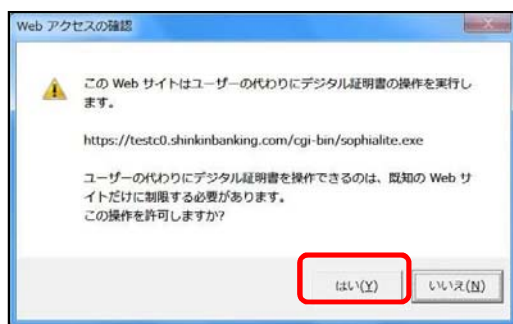 Web アクセスの確認
この Web サイトはユーザーの代わりにデジタル証明書の操作を実行し
ます。
https://testc0.shinkinbanking.com/cgi-bin/sophialite.exe
ユーザーの代わりにデジタル証明書を操作できるのは、既知の Web サ
イトだけに制限する必要があります。
この操作を許可しますか?
はい(Y) いいえ(N)